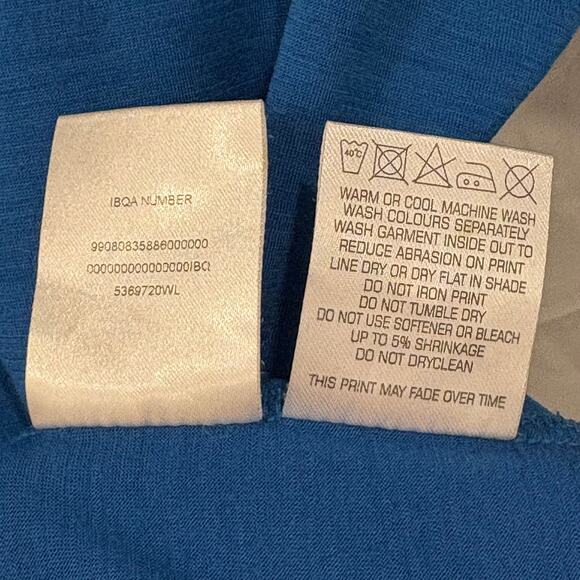 IBQA NUMBER
99080835886000000
000000000000000IBQ
5369720WL
40°C
WARM OR COOL MACHINE WASH
WASH COLOURS SEPARATELY
WASH GARMENT INSIDE OUT TO
REDUCE ABRASION ON PRINT
LINE DRY OR DRY FLAT IN SHADE
DO NOT IRON PRINT
DO NOT TUMBLE DRY
DO NOT USE SOFTENER OR BLEACH
UP TO 5% SHRINKAGE
DO NOT DRYCLEAN
THIS PRINT MAY FADE OVER TIME